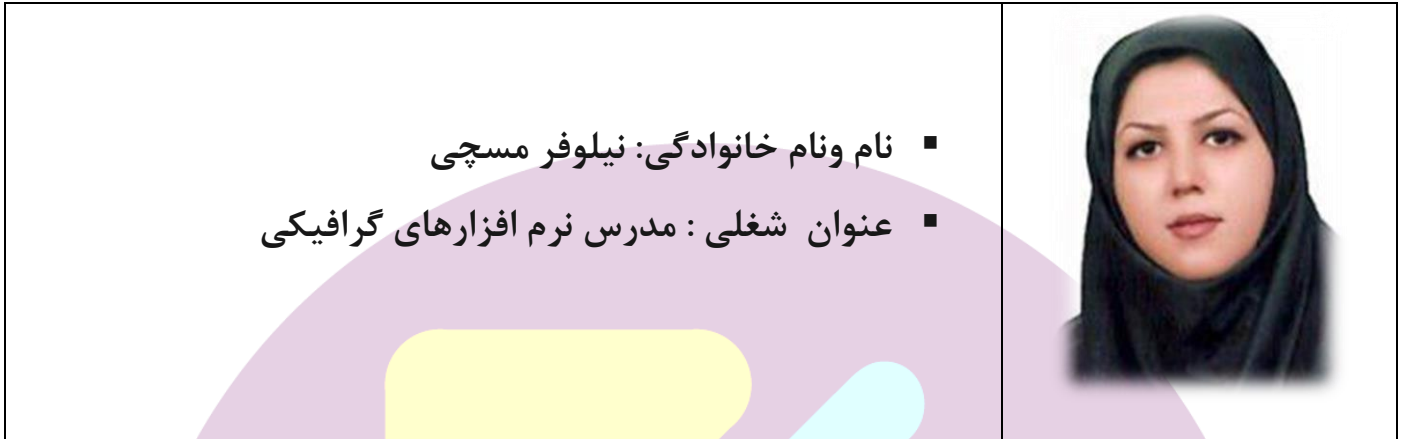 ▪ نام ونام خانوادگی: نیلوفر مسچی
▪ عنوان شغلی : مدرس نرم افزارهای گرافیکی